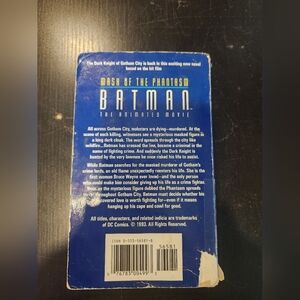 The Dark Knight of Gotham City is back in this exciting new novel
based on the hit film
MASK OF THE PHANTASM
BATMAN
THE ANIMATED MOVIE
All across Gotham City, mobsters are dying—murdered. At the
scene of each killing, witnesses see a mysterious masked figure in
a long dark cloak. The word spreads through the city like
wildfire—Batman has crossed the line, become a criminal in the
name of fighting crime. And suddenly the Dark Knight is
hunted by the very lawmen he once risked his life to assist.
While Batman searches for the masked murderer of Gotham's crime
lords, an old flame unexpectedly reenters his life. She is the
first woman Bruce Wayne ever loved—and the only person
who could make him consider giving up his life as a crime fighter.
as the mysterious figure dubbed the Phantasm spreads
throughout Gotham City, Batman must decide whether his
rediscovered love is worth fighting for—even if it means
hanging up his cape and cowl for good.
All titles, characters, and related indicia are trademarks
of DC Comics. © 1993. All Rights Reserved.
ISBN 0-553-56581-8
56581